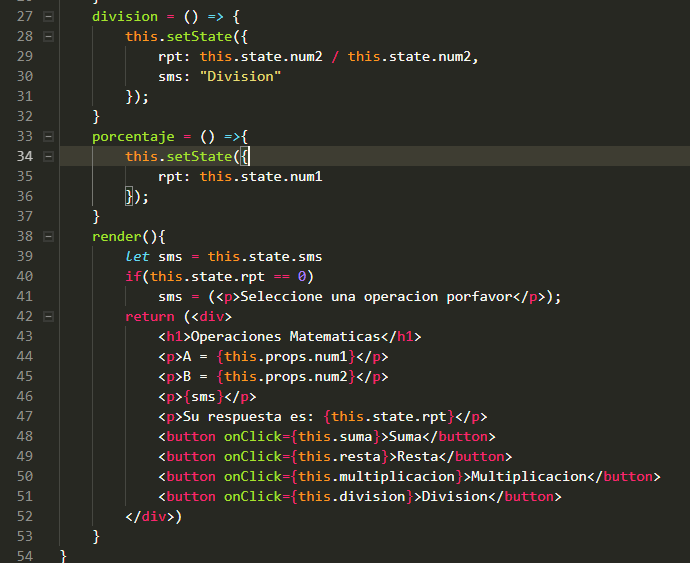 27 division = () => {
28 this.setState({
29 rpt: this.state.num2 / this.state.num2,
30 sms: "Division"
31 });
32 }
33 porcentaje = () =>{
34 this.setState({
35 rpt: this.state.num1
36 });
37 }
38 render(){
39 let sms = this.state.sms
40 if(this.state.rpt == 0)
41 sms = (<p>Seleccione una operacion porfavor</p>);
42 return (<div>
43 <h1>Operaciones Matematicas</h1>
44 <p>A = {this.props.num1}</p>
45 <p>B = {this.props.num2}</p>
46 <p>{sms}</p>
47 <p>Su respuesta es: {this.state.rpt}</p>
48 <button onClick={this.suma}>Suma</button>
49 <button onClick={this.resta}>Resta</button>
50 <button onClick={this.multiplicacion}>Multiplicacion</button>
51 <button onClick={this.division}>Division</button>
52 </div>)
53 }
54 }